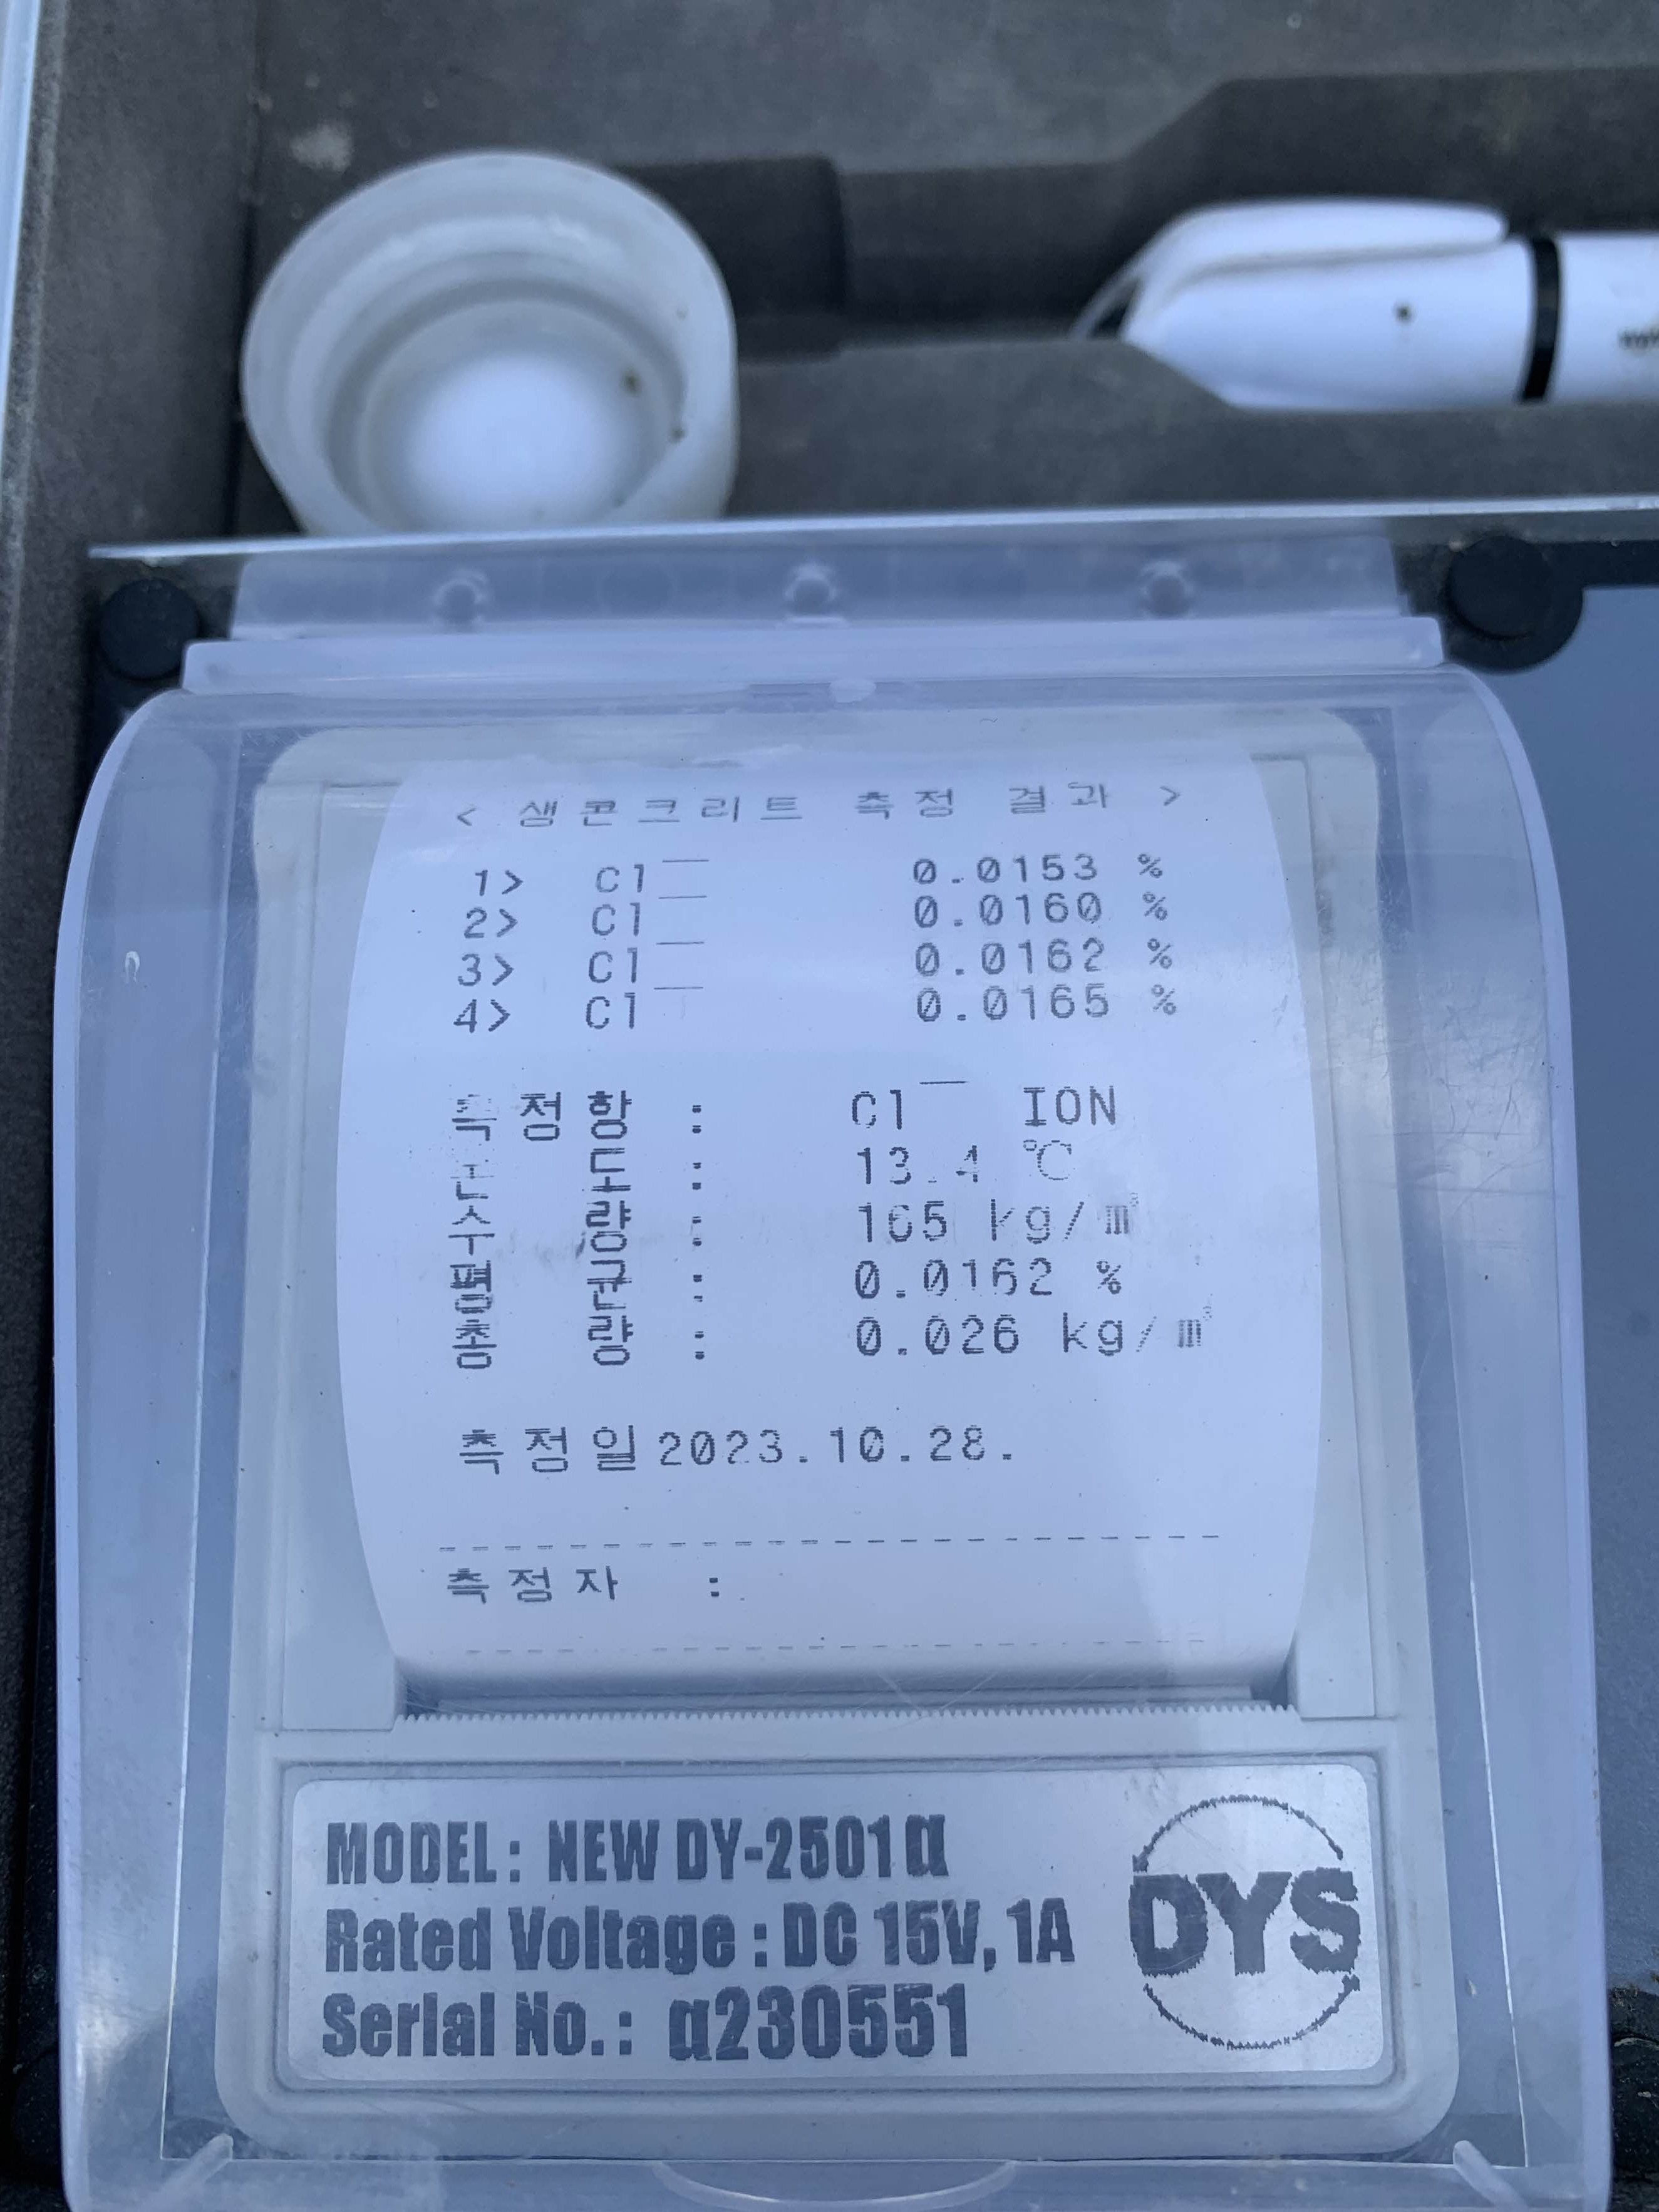 < 생콘크리트 측정 결과 >
1> Cl¯ 0.0153 %
2> Cl¯ 0.0160 %
3> Cl¯ 0.0162 %
4> Cl¯ 0.0165 %
측정항 : Cl¯ ION
온 도 : 13.4 ℃
수 량 : 165 kg/㎥
평 균 : 0.0162 %
총 량 : 0.026 kg/㎥
측정일 2023.10.28.
측정자 :
MODEL : NEW DY-2501α
Rated Voltage : DC 15V, 1A
Serial No. : α230551
DYS